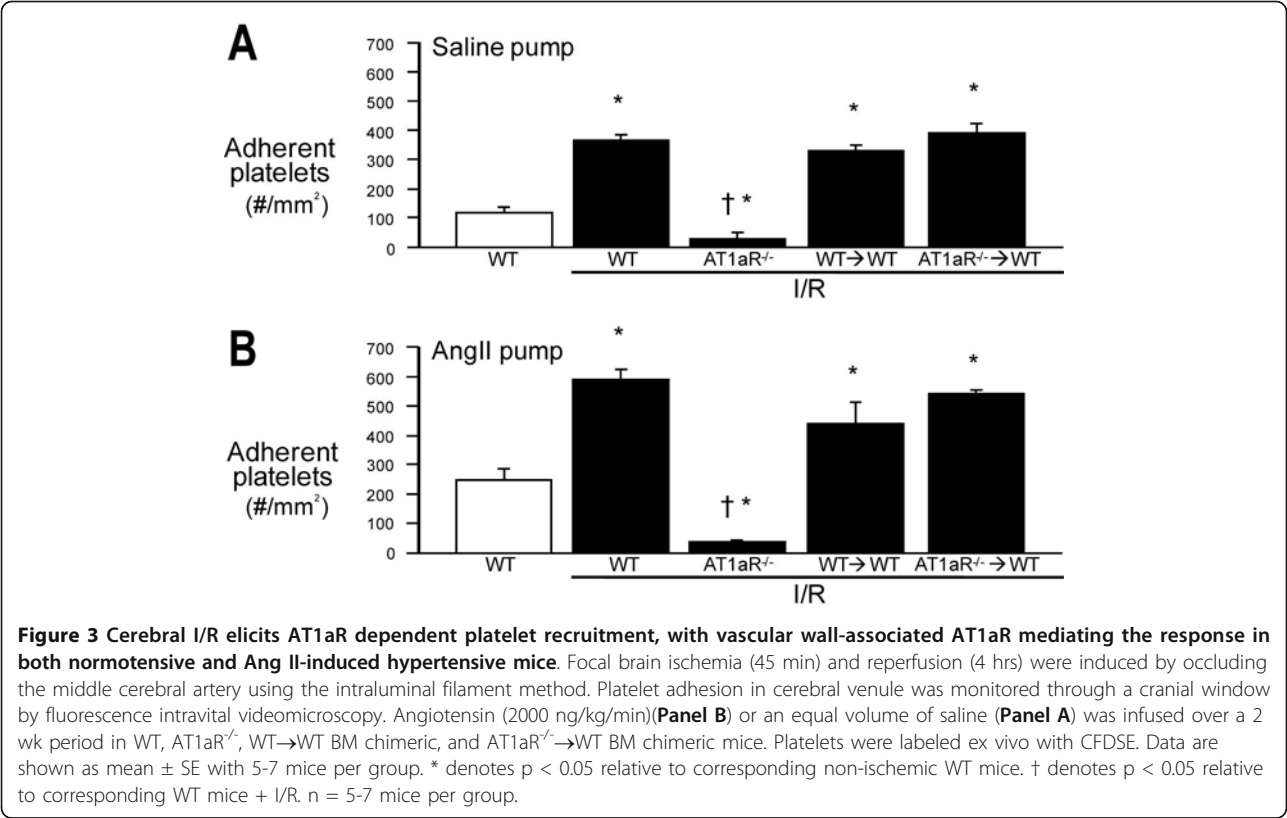 A
Saline pump
700
600
500
400
300
200
100
0
Adherent
platelets
(#/mm²)
*
† *
*
*
WT
WT
AT1aR-/-
WT→WT
AT1aR-/-→WT
I/R
B
AngII pump
700
600
500
400
300
200
100
0
Adherent
platelets
(#/mm²)
*
† *
*
*
WT
WT
AT1aR-/-
WT→WT
AT1aR-/-→WT
I/R
Figure 3 Cerebral I/R elicits AT1aR dependent platelet recruitment, with vascular wall-associated AT1aR mediating the response in
both normotensive and Ang II-induced hypertensive mice. Focal brain ischemia (45 min) and reperfusion (4 hrs) were induced by occluding
the middle cerebral artery using the intraluminal filament method. Platelet adhesion in cerebral venule was monitored through a cranial window
by fluorescence intravital videomicroscopy. Angiotensin (2000 ng/kg/min)(Panel B) or an equal volume of saline (Panel A) was infused over a 2
wk period in WT, AT1aR-/-, WT→WT BM chimeric, and AT1aR-/-→WT BM chimeric mice. Platelets were labeled ex vivo with CFDSE. Data are
shown as mean ± SE with 5-7 mice per group. * denotes p < 0.05 relative to corresponding non-ischemic WT mice. † denotes p < 0.05 relative
to corresponding WT mice + I/R. n = 5-7 mice per group.